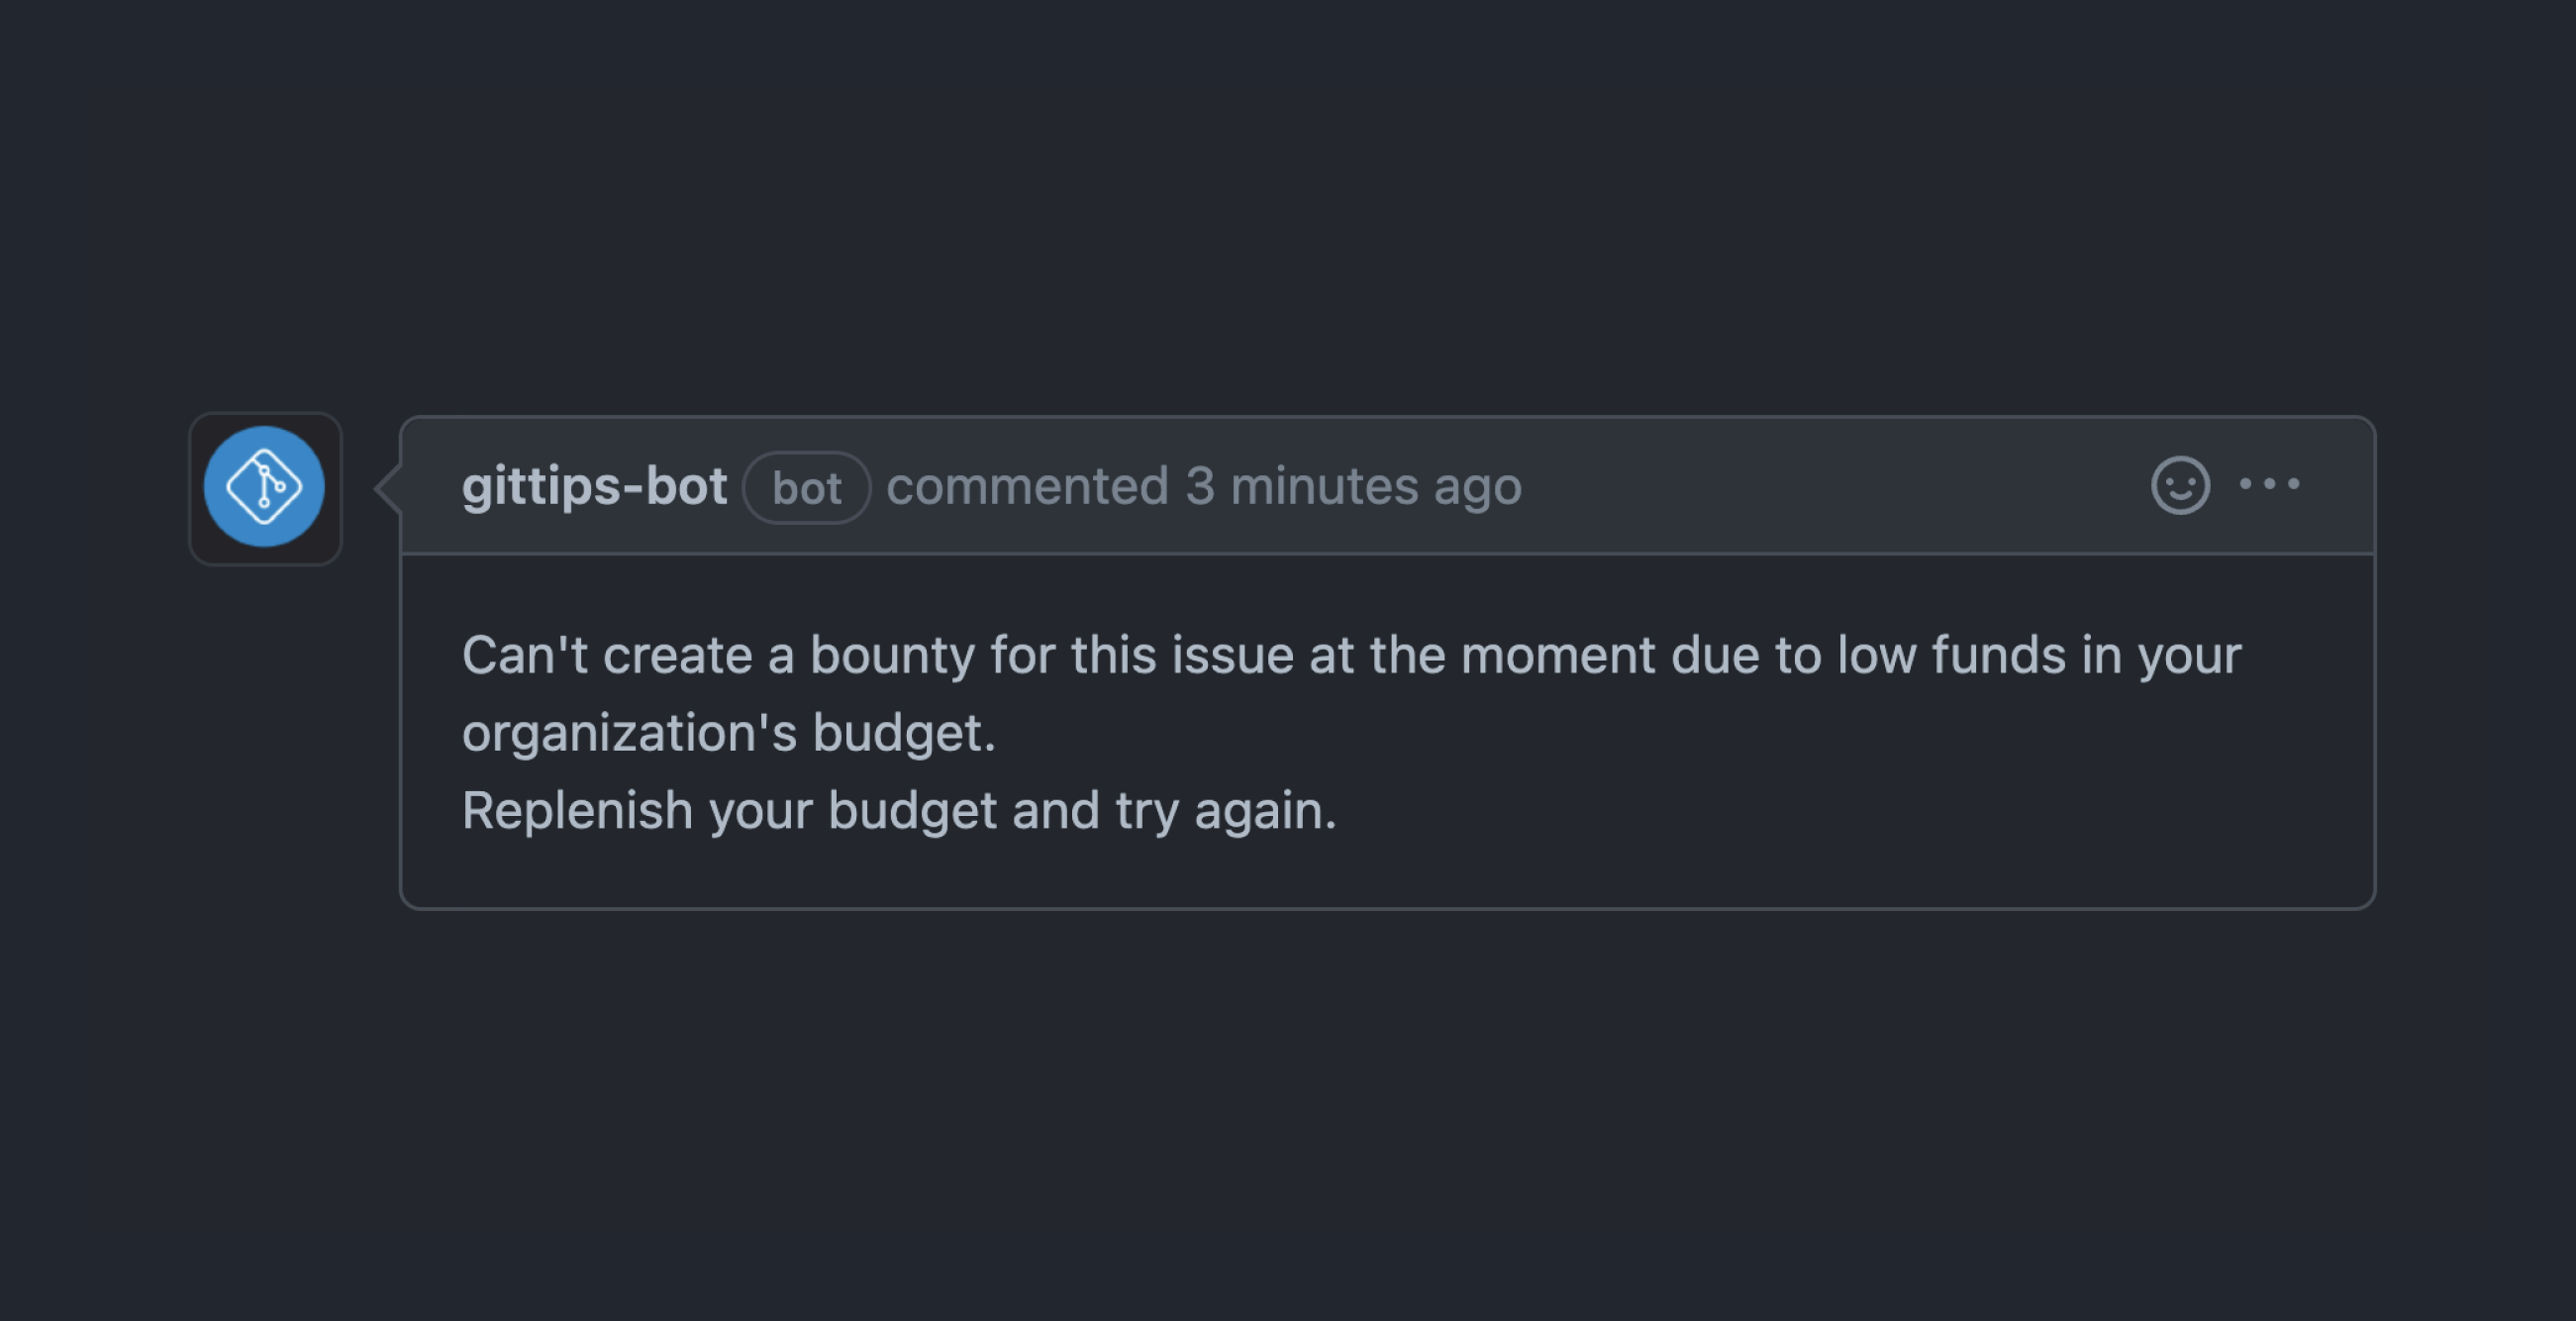 gittips-bot bot commented 3 minutes ago
Can't create a bounty for this issue at the moment due to low funds in your
organization's budget.
Replenish your budget and try again.